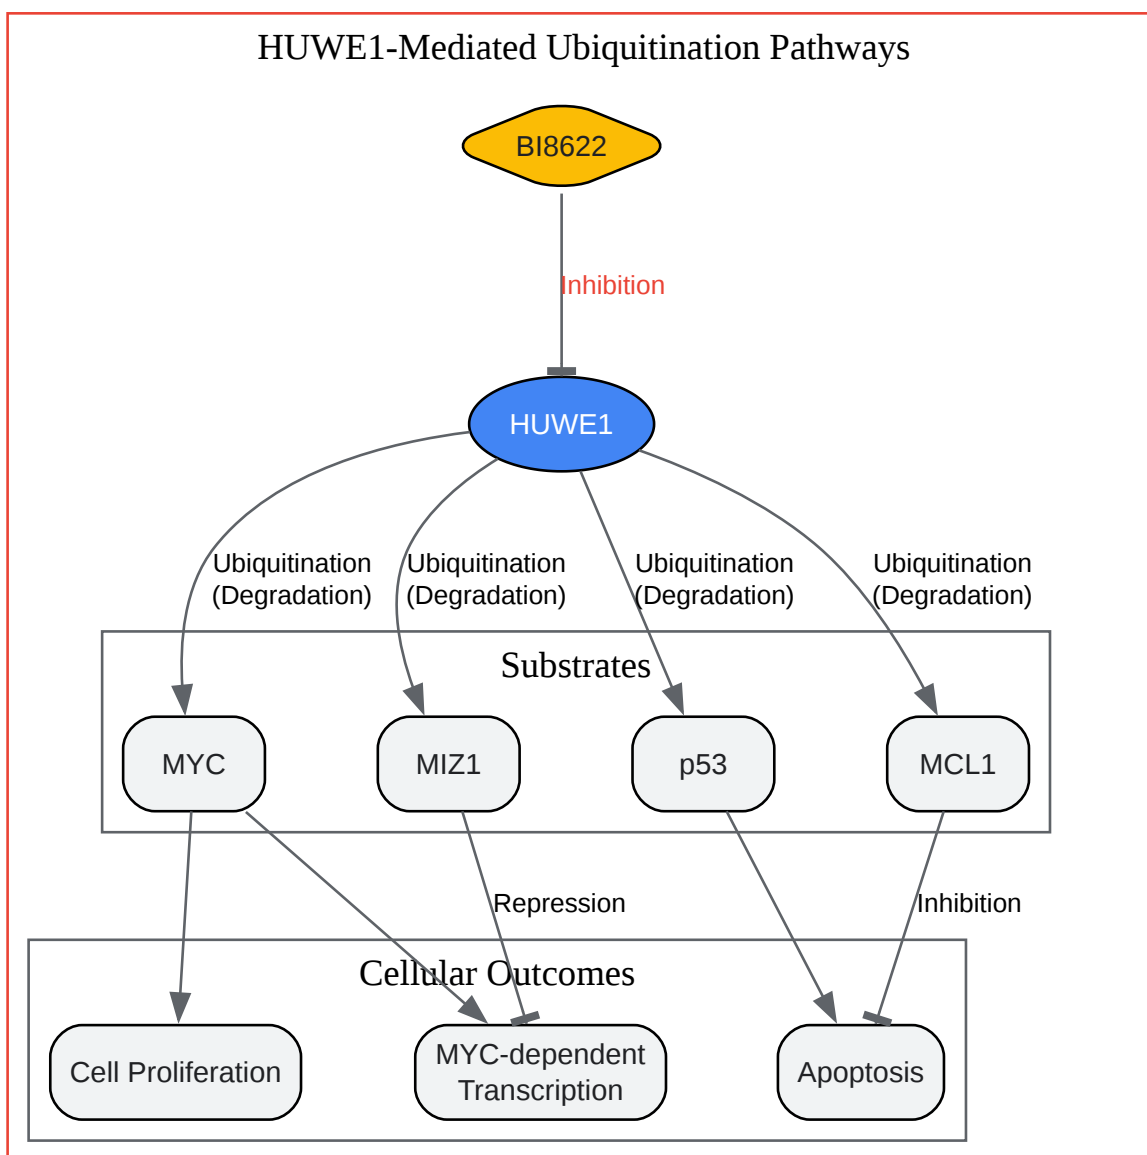 HUWE1-Mediated Ubiquitination Pathways
BI8622
Inhibition
HUWE1
Ubiquitination
(Degradation)
Ubiquitination
(Degradation)
Ubiquitination
(Degradation)
Ubiquitination
(Degradation)
Substrates
MYC
MIZ1
p53
MCL1
Repression
Inhibition
Cellular Outcomes
Cell Proliferation
MYC-dependent
Transcription
Apoptosis